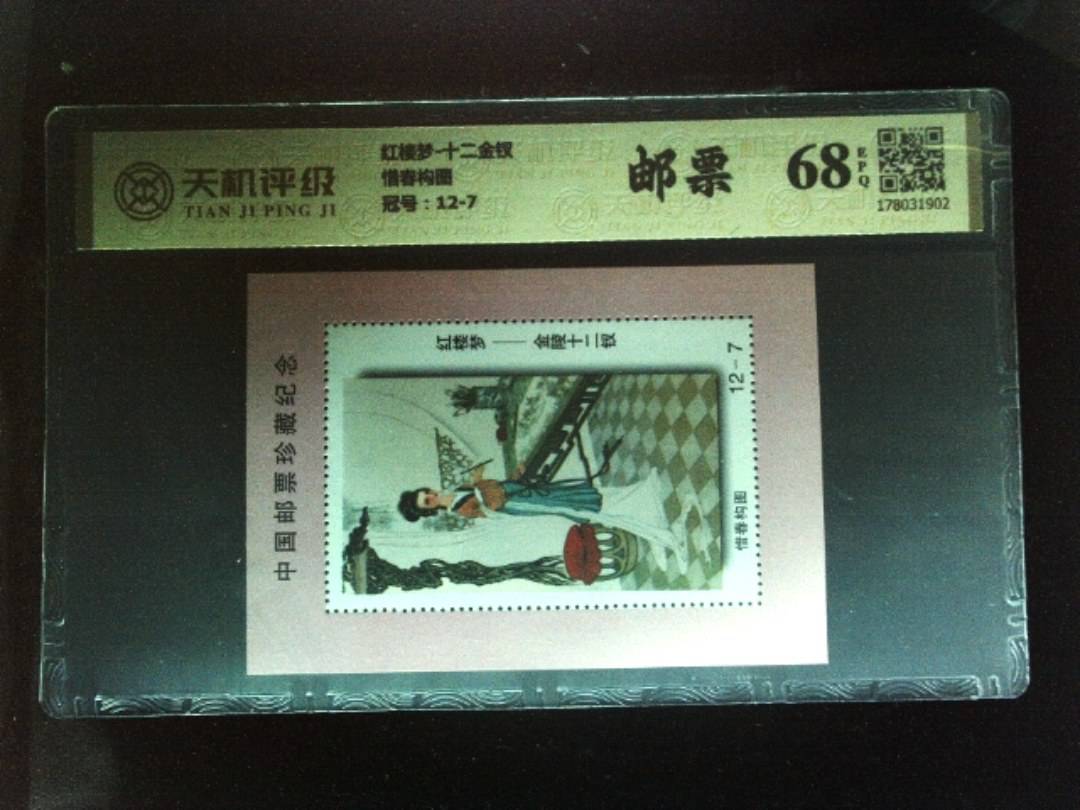 天机评级
TIAN JI PING JI
红楼梦-十二金钗
惜春构图
冠号：12-7
邮票
68
EPQ
178031902
中国邮票珍藏纪念
红楼梦——金陵十二钗
12-7
惜春构图